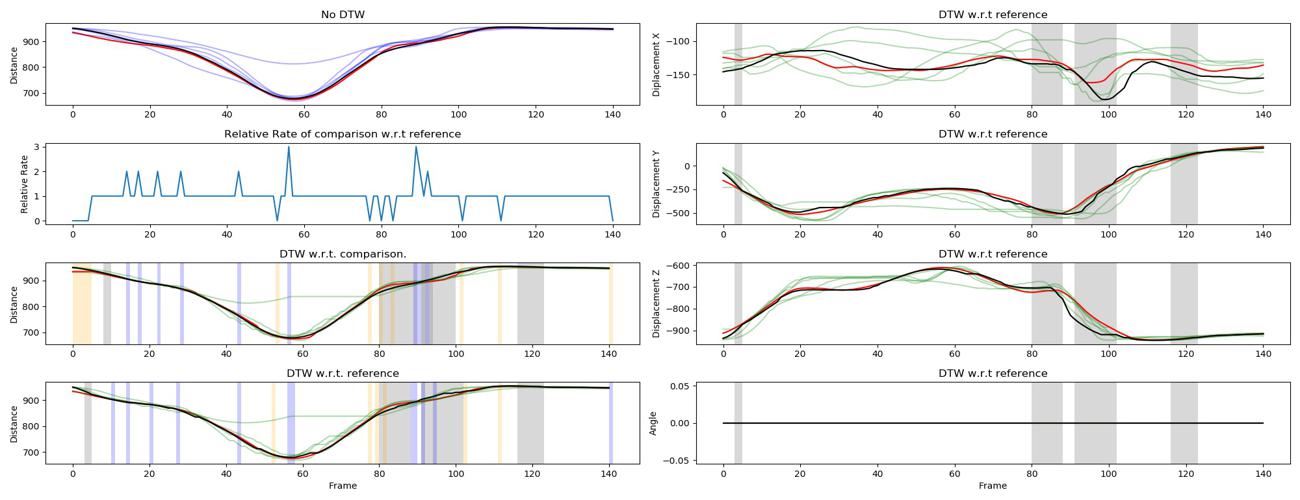 No DTW
Distance
900
800
700
0 20 40 60 80 100 120 140
Relative Rate of comparison w.r.t reference
Relative Rate
3
2
1
0
0 20 40 60 80 100 120 140
DTW w.r.t. comparison.
Distance
900
800
700
0 20 40 60 80 100 120 140
DTW w.r.t. reference
Distance
900
800
700
0 20 40 60 80 100 120 140
Frame
DTW w.r.t reference
Diplacement X
−100
−150
0 20 40 60 80 100 120 140
DTW w.r.t reference
Displacement Y
0
−250
−500
0 20 40 60 80 100 120 140
DTW w.r.t reference
Displacement Z
−600
−700
−800
−900
0 20 40 60 80 100 120 140
DTW w.r.t reference
Angle
0.05
0.00
−0.05
0 20 40 60 80 100 120 140
Frame